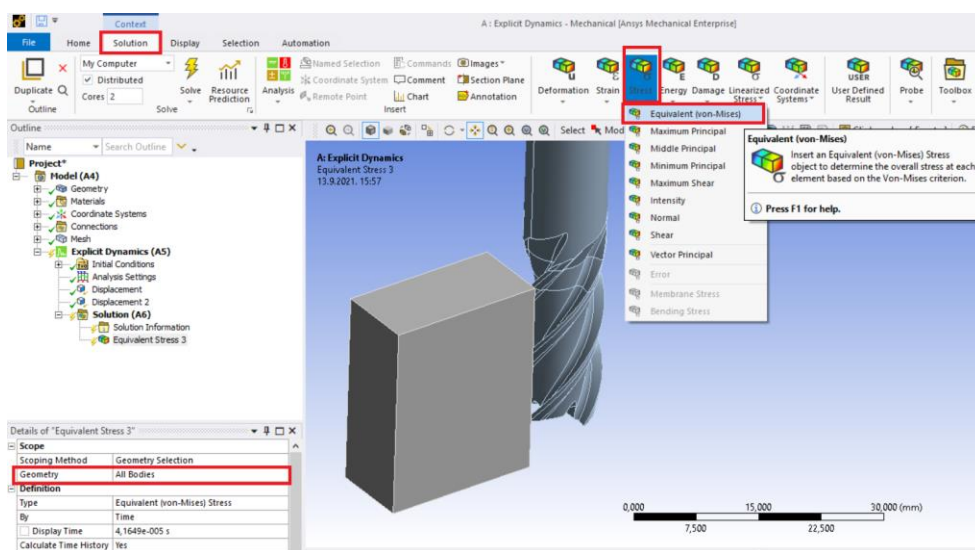 Context
A : Explicit Dynamics - Mechanical [Ansys Mechanical Enterprise]
File Home Solution Display Selection Automation
Duplicate Q
Outline
My Computer
Distributed
Cores 2
Solve
Resource Prediction
Solve
Analysis
Named Selection
Coordinate System
Remote Point
Commands
Comment
Chart
Images
Section Plane
Annotation
Insert
Deformation
Strain
Stress
Energy
Damage
Linearized Stress
Coordinate Systems
USER
User Defined Result
Probe
Toolbox
Outline
Name
Search Outline
Select
Mod
Project*
Model (A4)
Geometry
Materials
Coordinate Systems
Connections
Mesh
Explicit Dynamics (A5)
Initial Conditions
Analysis Settings
Displacement
Displacement 2
Solution (A6)
Solution Information
Equivalent Stress 3
A: Explicit Dynamics
Equivalent Stress 3
13.9.2021. 15:57
Equivalent (von-Mises)
Maximum Principal
Middle Principal
Minimum Principal
Maximum Shear
Intensity
Normal
Shear
Vector Principal
Error
Membrane Stress
Bending Stress
Equivalent (von-Mises)
Insert an Equivalent (von-Mises) Stress
object to determine the overall stress at each
element based on the Von-Mises criterion.
Press F1 for help.
Details of "Equivalent Stress 3"
Scope
Scoping Method Geometry Selection
Geometry All Bodies
Definition
Type Equivalent (von-Mises) Stress
By Time
Display Time 4,1649e-005 s
Calculate Time History Yes
0,000 15,000 30,000 (mm)
7,500 22,500